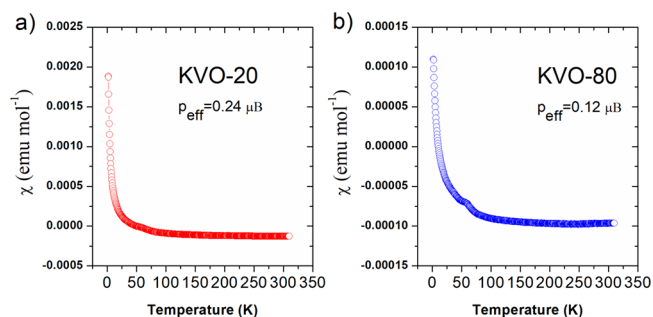 a)
0.0025
0.0020
0.0015
0.0010
0.0005
0.0000
-0.0005
χ (emu mol⁻¹)
KVO-20
p_eff=0.24 μB
0 50 100 150 200 250 300 350
Temperature (K)
b)
0.00015
0.00010
0.00005
0.00000
-0.00005
-0.00010
-0.00015
χ (emu mol⁻¹)
KVO-80
p_eff=0.12 μB
0 50 100 150 200 250 300 350
Temperature (K)